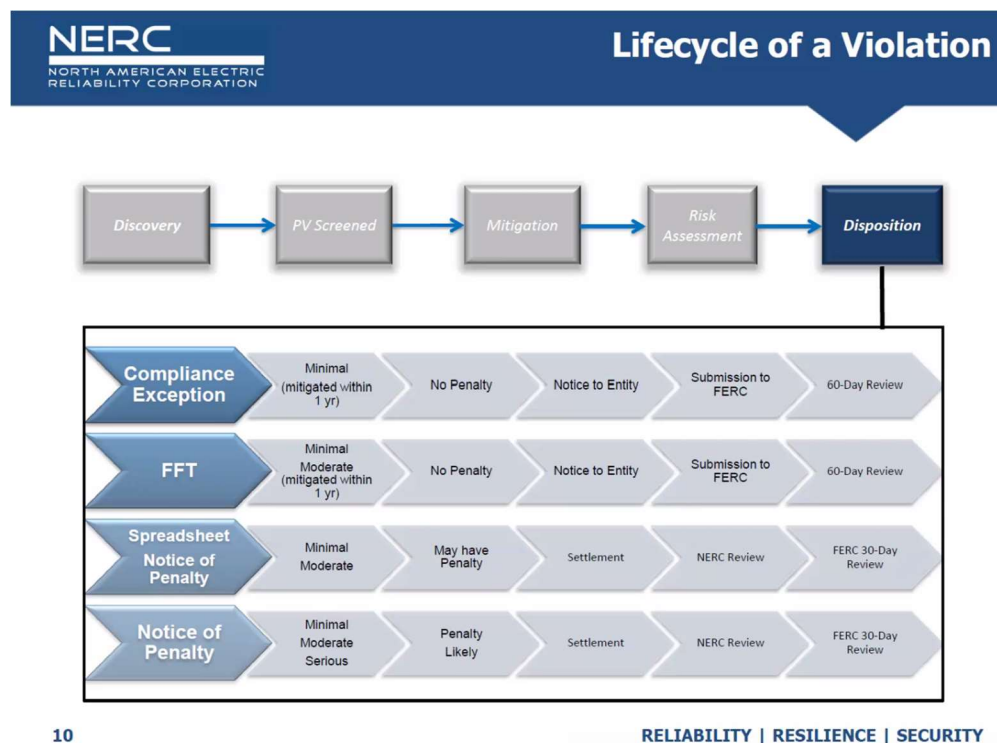 NERC
NORTH AMERICAN ELECTRIC
RELIABILITY CORPORATION
Lifecycle of a Violation
Discovery
PV Screened
Mitigation
Risk
Assessment
Disposition
Compliance
Exception
Minimal
(mitigated within
1 yr)
No Penalty
Notice to Entity
Submission to
FERC
60-Day Review
FFT
Minimal
Moderate
(mitigated within
1 yr)
No Penalty
Notice to Entity
Submission to
FERC
60-Day Review
Spreadsheet
Notice of
Penalty
Minimal
Moderate
May have
Penalty
Settlement
NERC Review
FERC 30-Day
Review
Notice of
Penalty
Minimal
Moderate
Serious
Penalty
Likely
Settlement
NERC Review
FERC 30-Day
Review
10
RELIABILITY | RESILIENCE | SECURITY